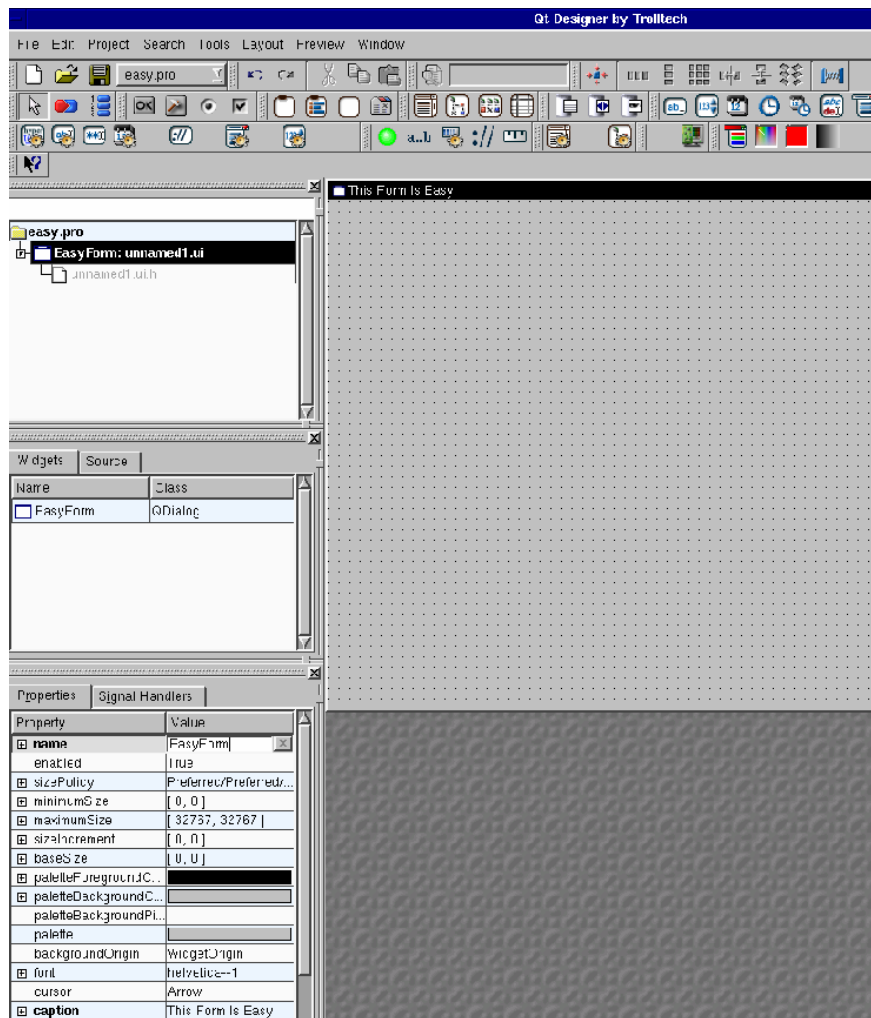 Qt Designer by Trolltech
File Edit Project Search Tools Layout Preview Window
easy.pro
OK
a..b
This Form Is Easy
easy.pro
EasyForm: unnamed1.ui
unnamed1.ui.h
Widgets Source
Name Class
EasyForm QDialog
Properties Signal Handlers
Property Value
name EasyForm
enabled True
sizePolicy Preferred/Preferred/...
minimumSize [ 0, 0 ]
maximumSize [ 32767, 32767 ]
sizeIncrement [ 0, 0 ]
baseSize [ 0, 0 ]
paletteForegroundC...
paletteBackgroundC...
paletteBackgroundPi...
palette
backgroundOrigin WidgetOrigin
font helvetica--1
cursor Arrow
caption This Form Is Easy